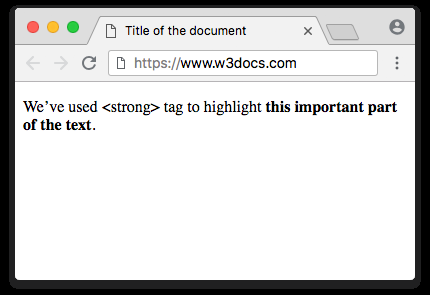 Title of the document
https://www.w3docs.com
We’ve used <strong> tag to highlight this important part
of the text.